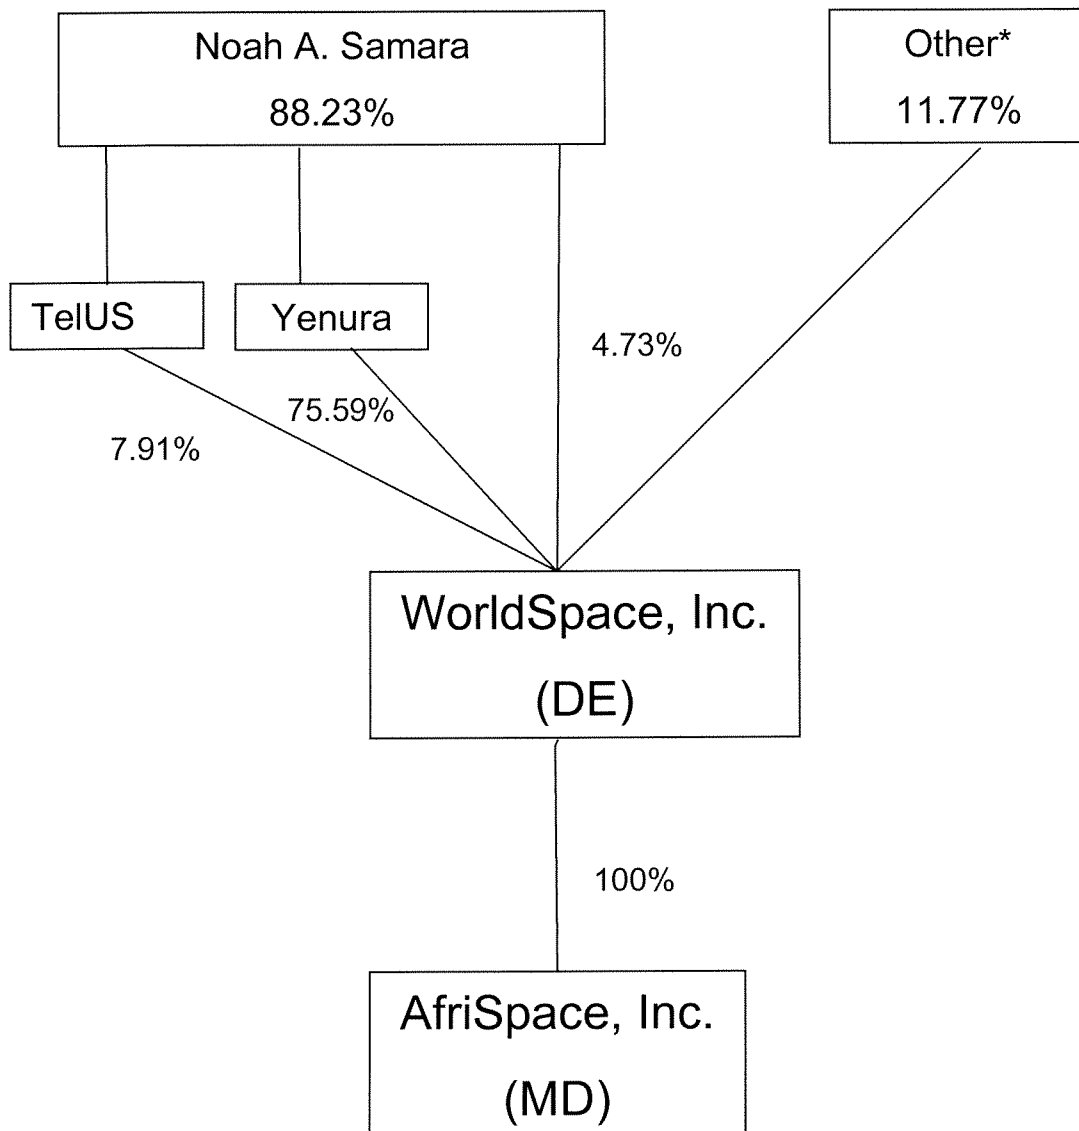 Noah A. Samara
88.23%
Other*
11.77%
TelUS
Yenura
4.73%
75.59%
7.91%
WorldSpace, Inc.
(DE)
100%
AfriSpace, Inc.
(MD)